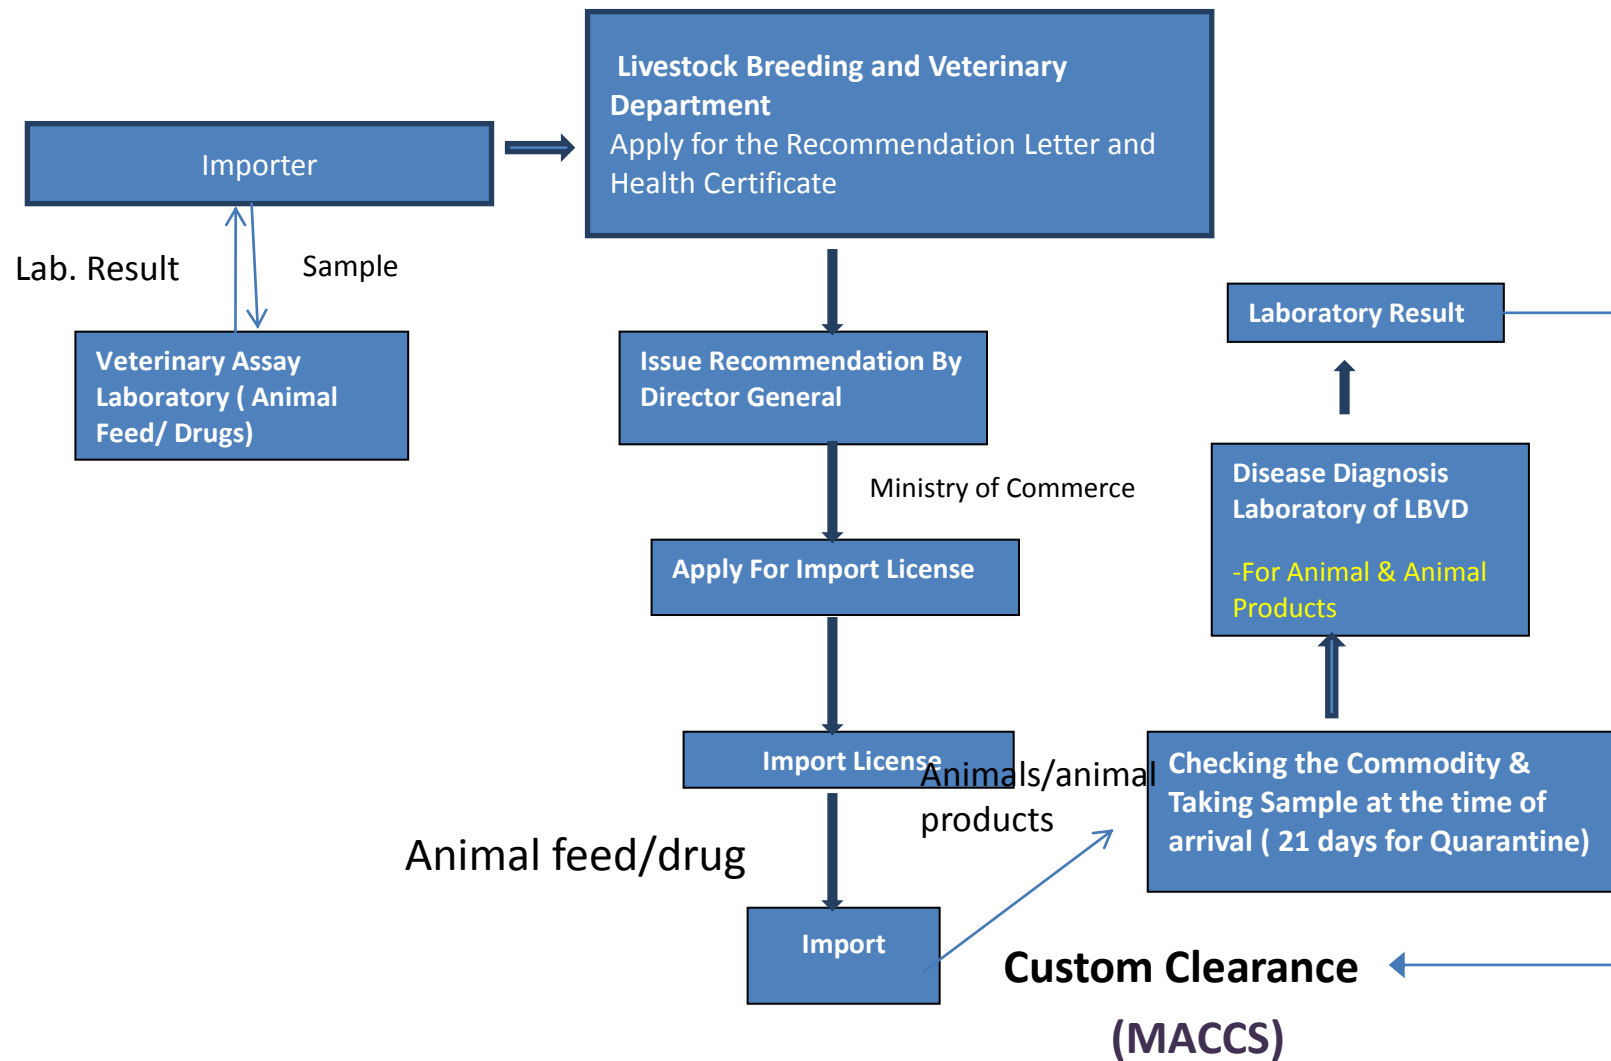 Livestock Breeding and Veterinary
Department
Apply for the Recommendation Letter and
Health Certificate
Importer
Lab. Result
Sample
Veterinary Assay
Laboratory ( Animal
Feed/ Drugs)
Issue Recommendation By
Director General
Ministry of Commerce
Apply For Import License
Import License
Animal feed/drug
Animals/animal
products
Import
Checking the Commodity &
Taking Sample at the time of
arrival ( 21 days for Quarantine)
Disease Diagnosis
Laboratory of LBVD
-For Animal & Animal
Products
Laboratory Result
Custom Clearance
(MACCS)